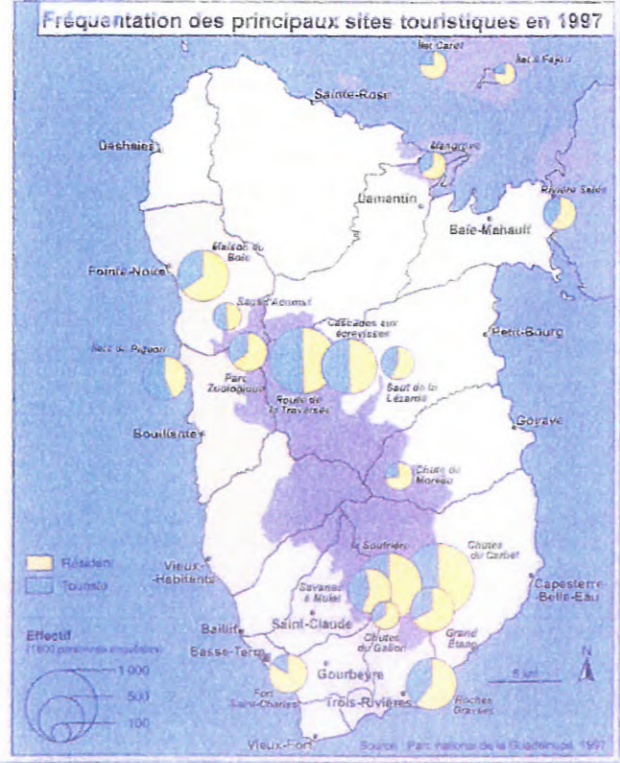 Fréquentation des principaux sites touristiques en 1997
Ilet Caret
Ilet à Fajou
Sainte-Rose
Deshaies
Mangrove
Lamantin
Rivière Salée
Baie-Mahault
Maison du
Bois
Pointe-Noire
Saut d'Acomat
Cascades aux
écrevisses
Petit-Bourg
Ilets de Pigeon
Parc
Zoologique
Route de
la Traversée
Saut de la
Lézarde
Bouillante
Goyave
Chute de
Moreau
la Soufrière
Chutes
du Carbet
Résident
Touriste
Vieux-
-Habitants
Savane
à Mulet
Capesterre
-Belle-Eau
Saint-Claude
Baillif
Chutes
du Galion
Grand
Étang
Effectif
Basse-Terre
1 000
500
100
Gourbeyre
Fort
Saint-Charles
Trois-Rivières
Roches
Gravées
N
5 km
Vieux-Fort
Source : Parc national de la Guadeloupe, 1997